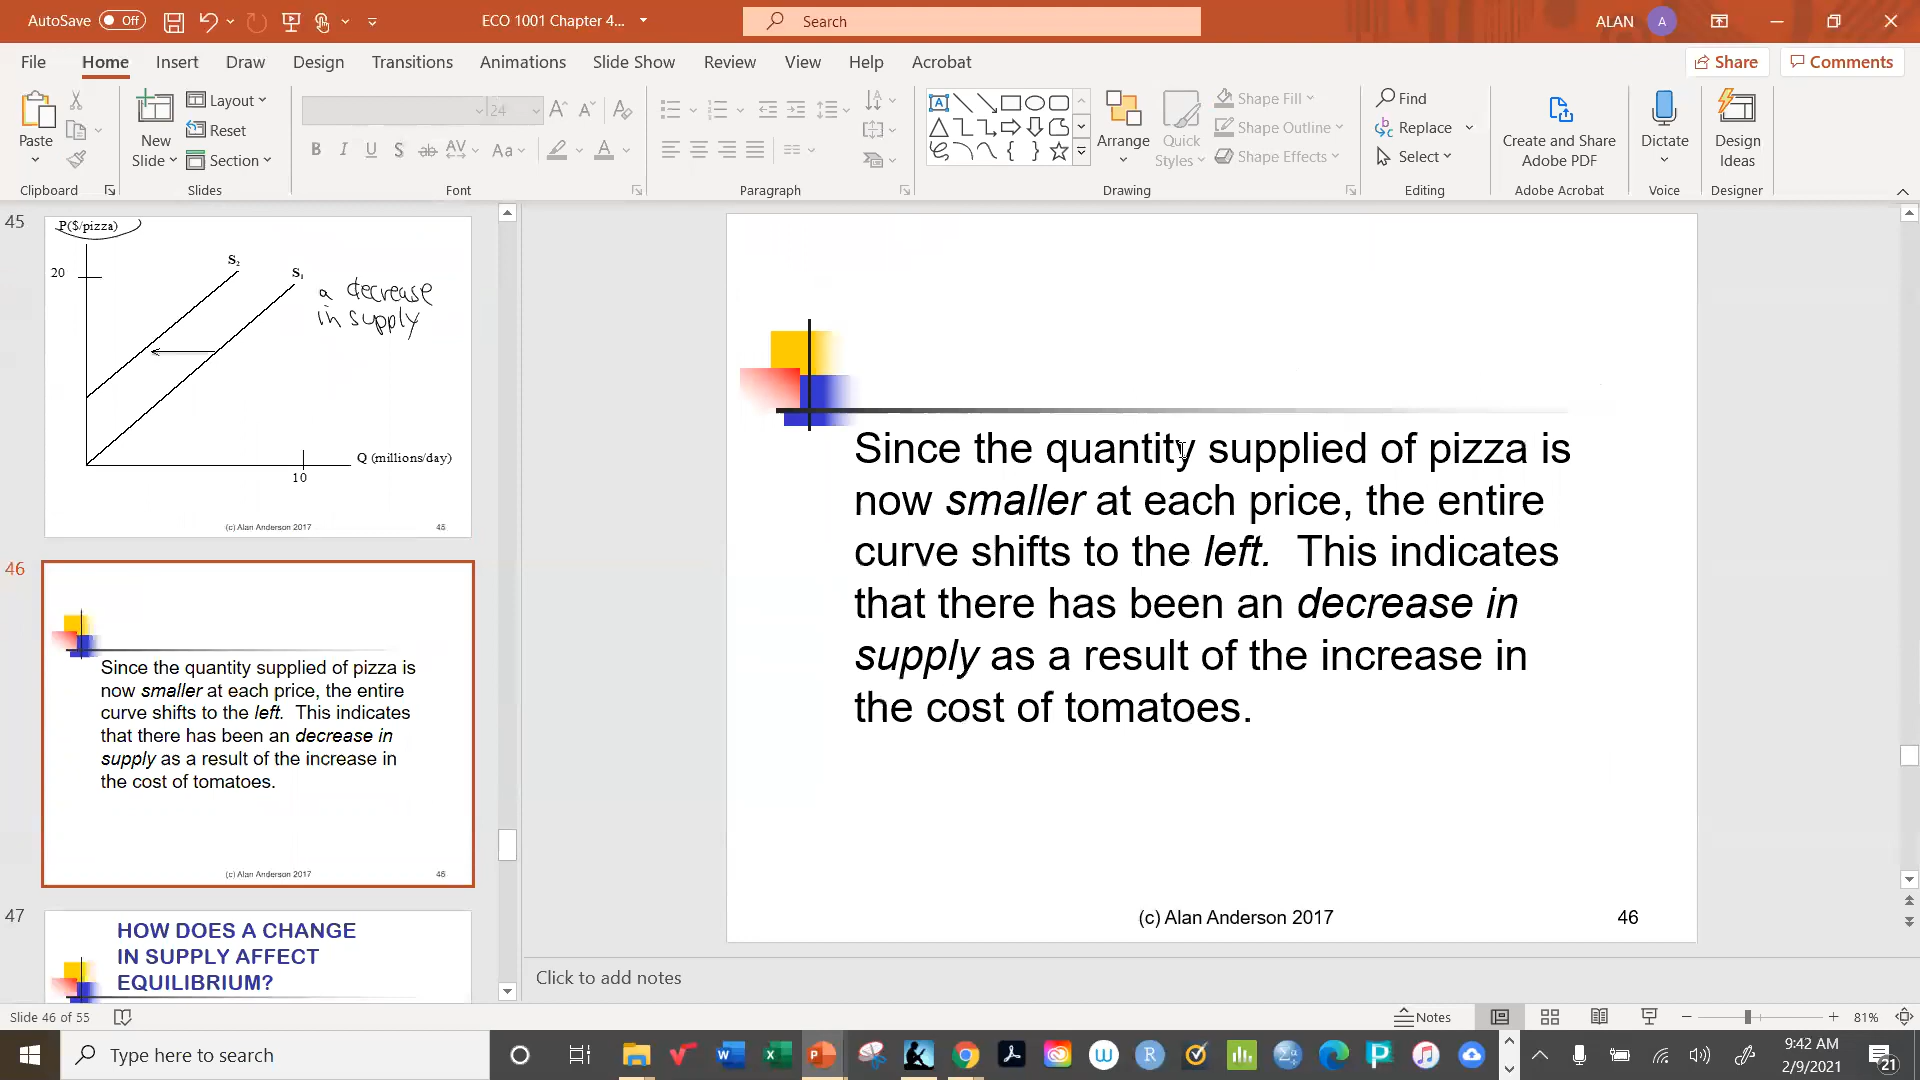 AutoSave Off ECO 1001 Chapter 4... Search ALAN A
File Home Insert Draw Design Transitions Animations Slide Show Review View Help Acrobat Share Comments
Paste New Slide Layout Reset Section 24 Aa Arrange Quick Styles Shape Fill Shape Outline Shape Effects Find Replace Select Create and Share Adobe PDF Dictate Design Ideas
Clipboard Slides Font Paragraph Drawing Editing Adobe Acrobat Voice Designer
45
P($/pizza)
20
S2
S1
a decrease
in supply
Q (millions/day)
10
(c) Alan Anderson 2017 45
46
Since the quantity supplied of pizza is
now smaller at each price, the entire
curve shifts to the left. This indicates
that there has been an decrease in
supply as a result of the increase in
the cost of tomatoes.
(c) Alan Anderson 2017 46
47
HOW DOES A CHANGE
IN SUPPLY AFFECT
EQUILIBRIUM?
Since the quantity supplied of pizza is
now smaller at each price, the entire
curve shifts to the left. This indicates
that there has been an decrease in
supply as a result of the increase in
the cost of tomatoes.
(c) Alan Anderson 2017 46
Click to add notes
Slide 46 of 55 Notes 81%
Type here to search 9:42 AM
2/9/2021 21